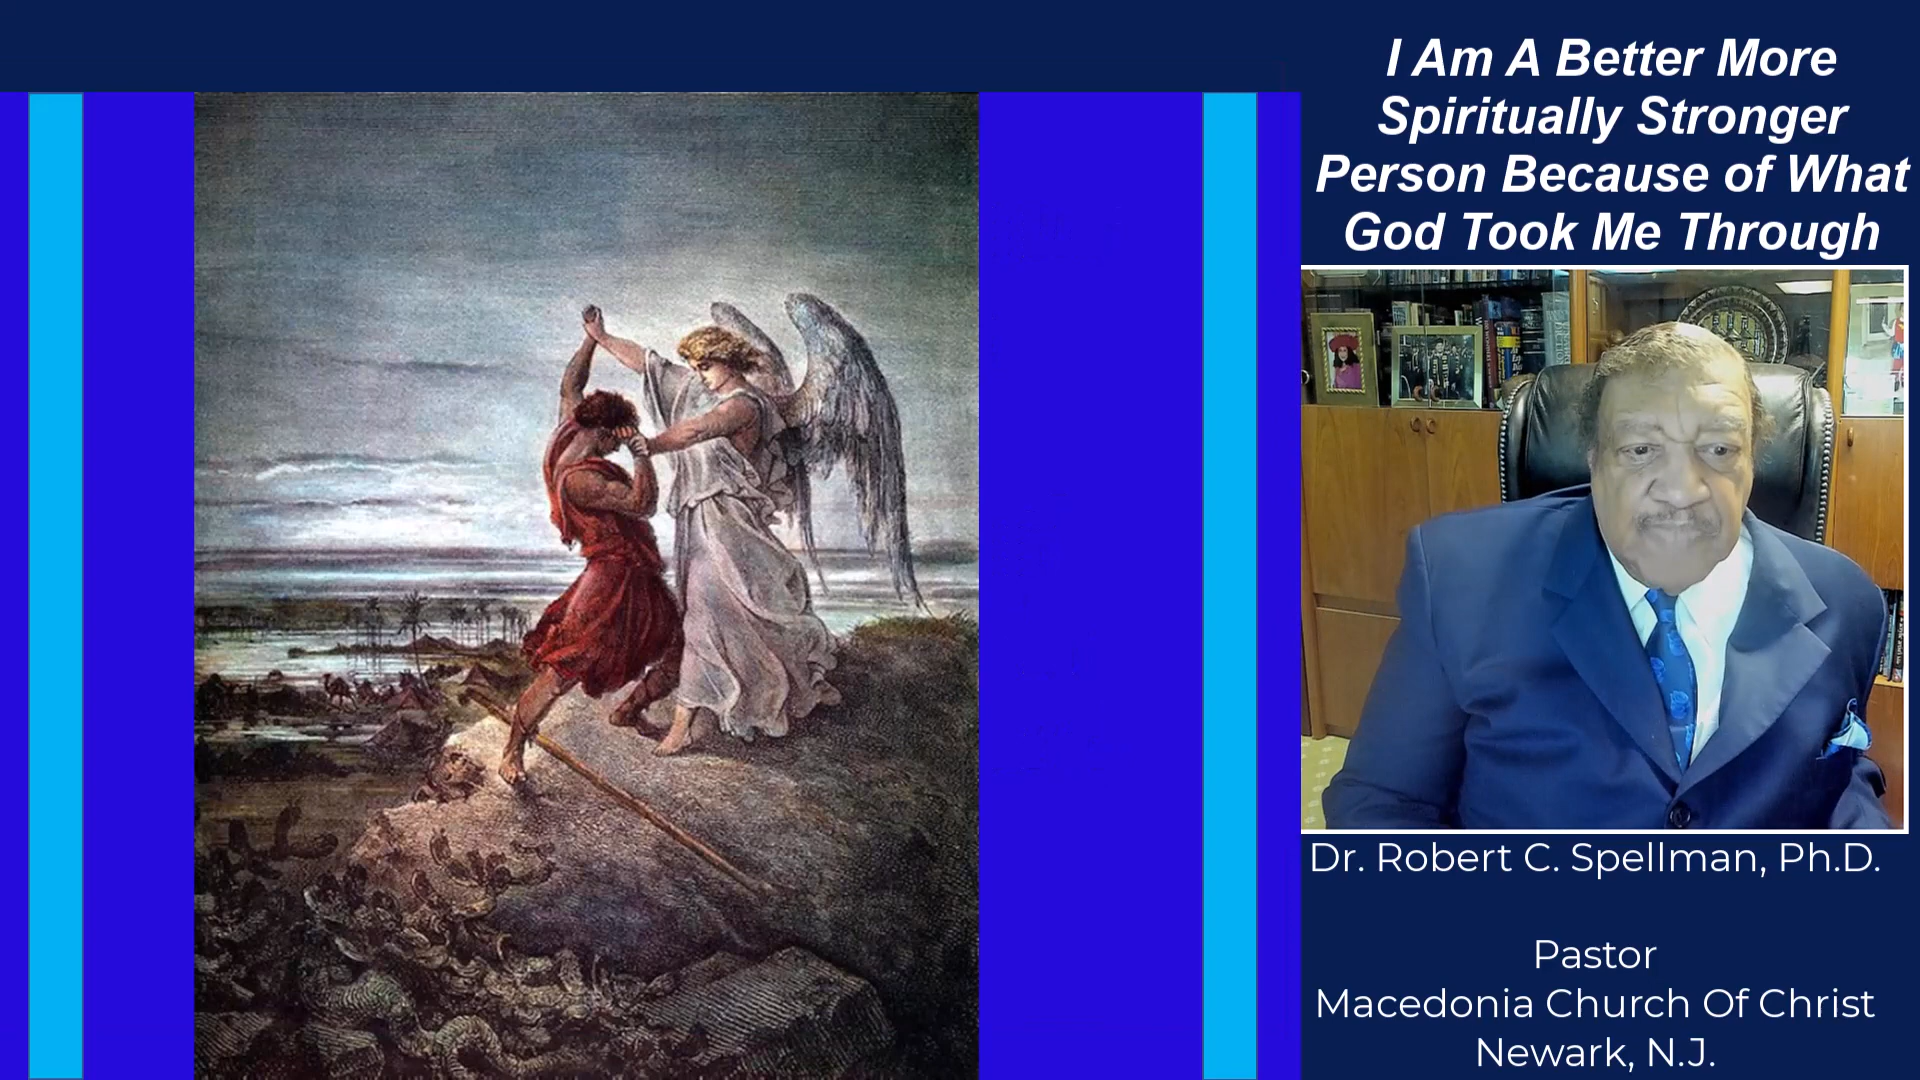 I Am A Better More
Spiritually Stronger
Person Because of What
God Took Me Through
Dr. Robert C. Spellman, Ph.D.
Pastor
Macedonia Church Of Christ
Newark, N.J.